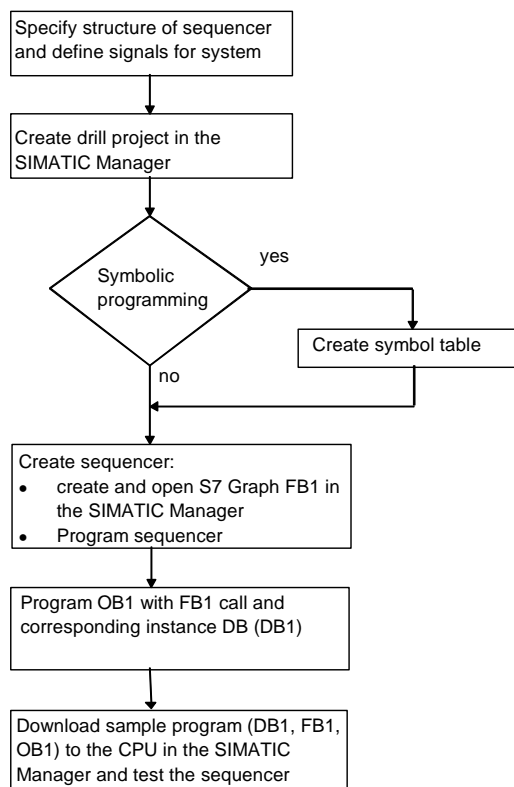 Specify structure of sequencer
and define signals for system
Create drill project in the
SIMATIC Manager
Symbolic
programming
yes
Create symbol table
no
Create sequencer:
• create and open S7 Graph FB1 in
the SIMATIC Manager
• Program sequencer
Program OB1 with FB1 call and
corresponding instance DB (DB1)
Download sample program (DB1, FB1,
OB1) to the CPU in the SIMATIC
Manager and test the sequencer